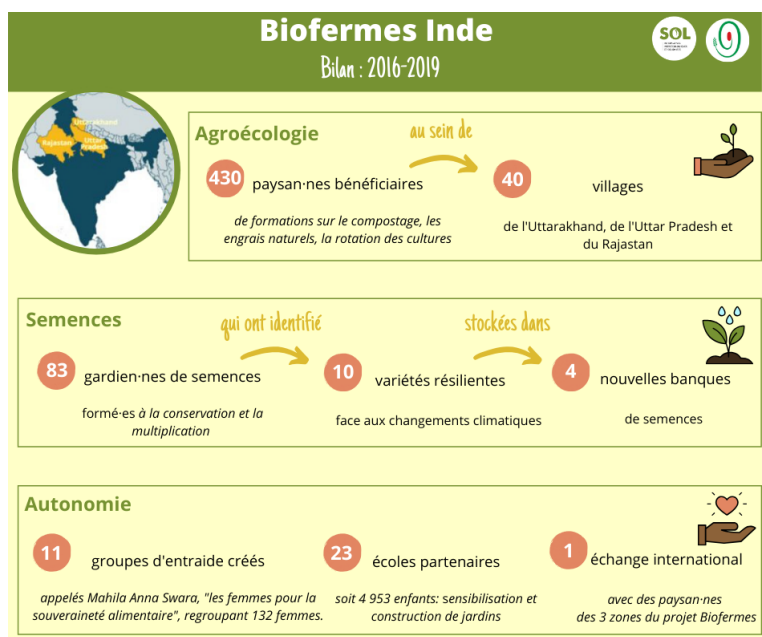 Biofermes Inde
Bilan : 2016-2019
SOL
Uttarakhand
Rajastan
Uttar
Pradesh
Agroécologie
au sein de
430
paysan·nes bénéficiaires
40
villages
de formations sur le compostage, les
engrais naturels, la rotation des cultures
de l'Uttarakhand, de l'Uttar Pradesh et
du Rajastan
Semences
qui ont identifié
stockées dans
83
gardien·nes de semences
10
variétés résilientes
4
nouvelles banques
formé·es à la conservation et la
multiplication
face aux changements climatiques
de semences
Autonomie
11
groupes d'entraide créés
23
écoles partenaires
1
échange international
appelés Mahila Anna Swara, "les femmes pour la
souveraineté alimentaire", regroupant 132 femmes.
soit 4 953 enfants: sensibilisation et
construction de jardins
avec des paysan·nes
des 3 zones du projet Biofermes